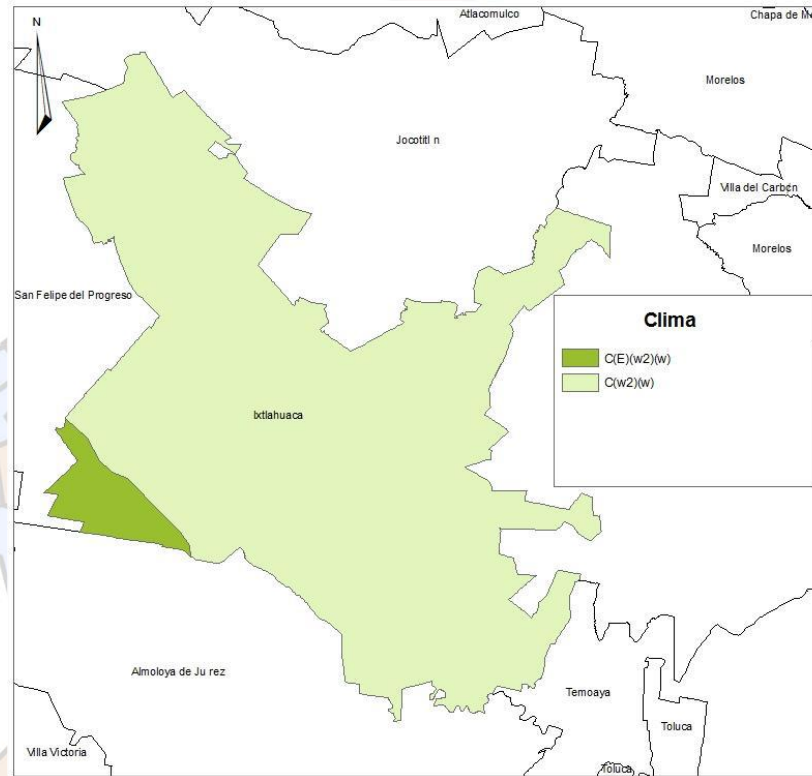 Atlacomulco
Chapa de M
N
Morelos
Jocotitl n
Villa del Carbón
Morelos
San Felipe del Progreso
Clima
C(E)(w2)(w)
C(w2)(w)
Ixtlahuaca
Almoloya de Ju rez
Temoaya
Toluca
Villa Victoria
Toluca